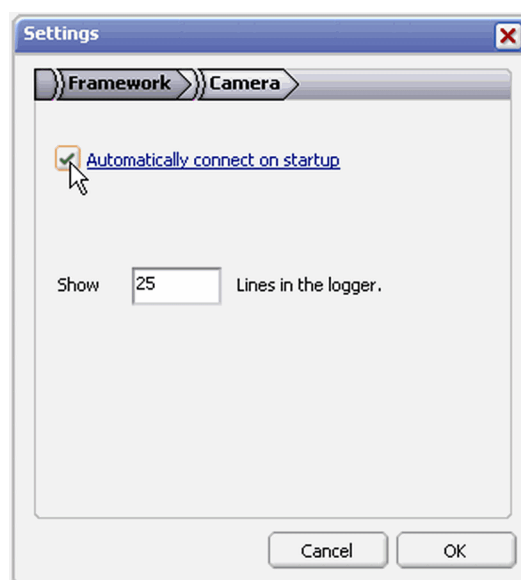 Settings
Framework Camera
Automatically connect on startup
Show 25 Lines in the logger.
Cancel OK